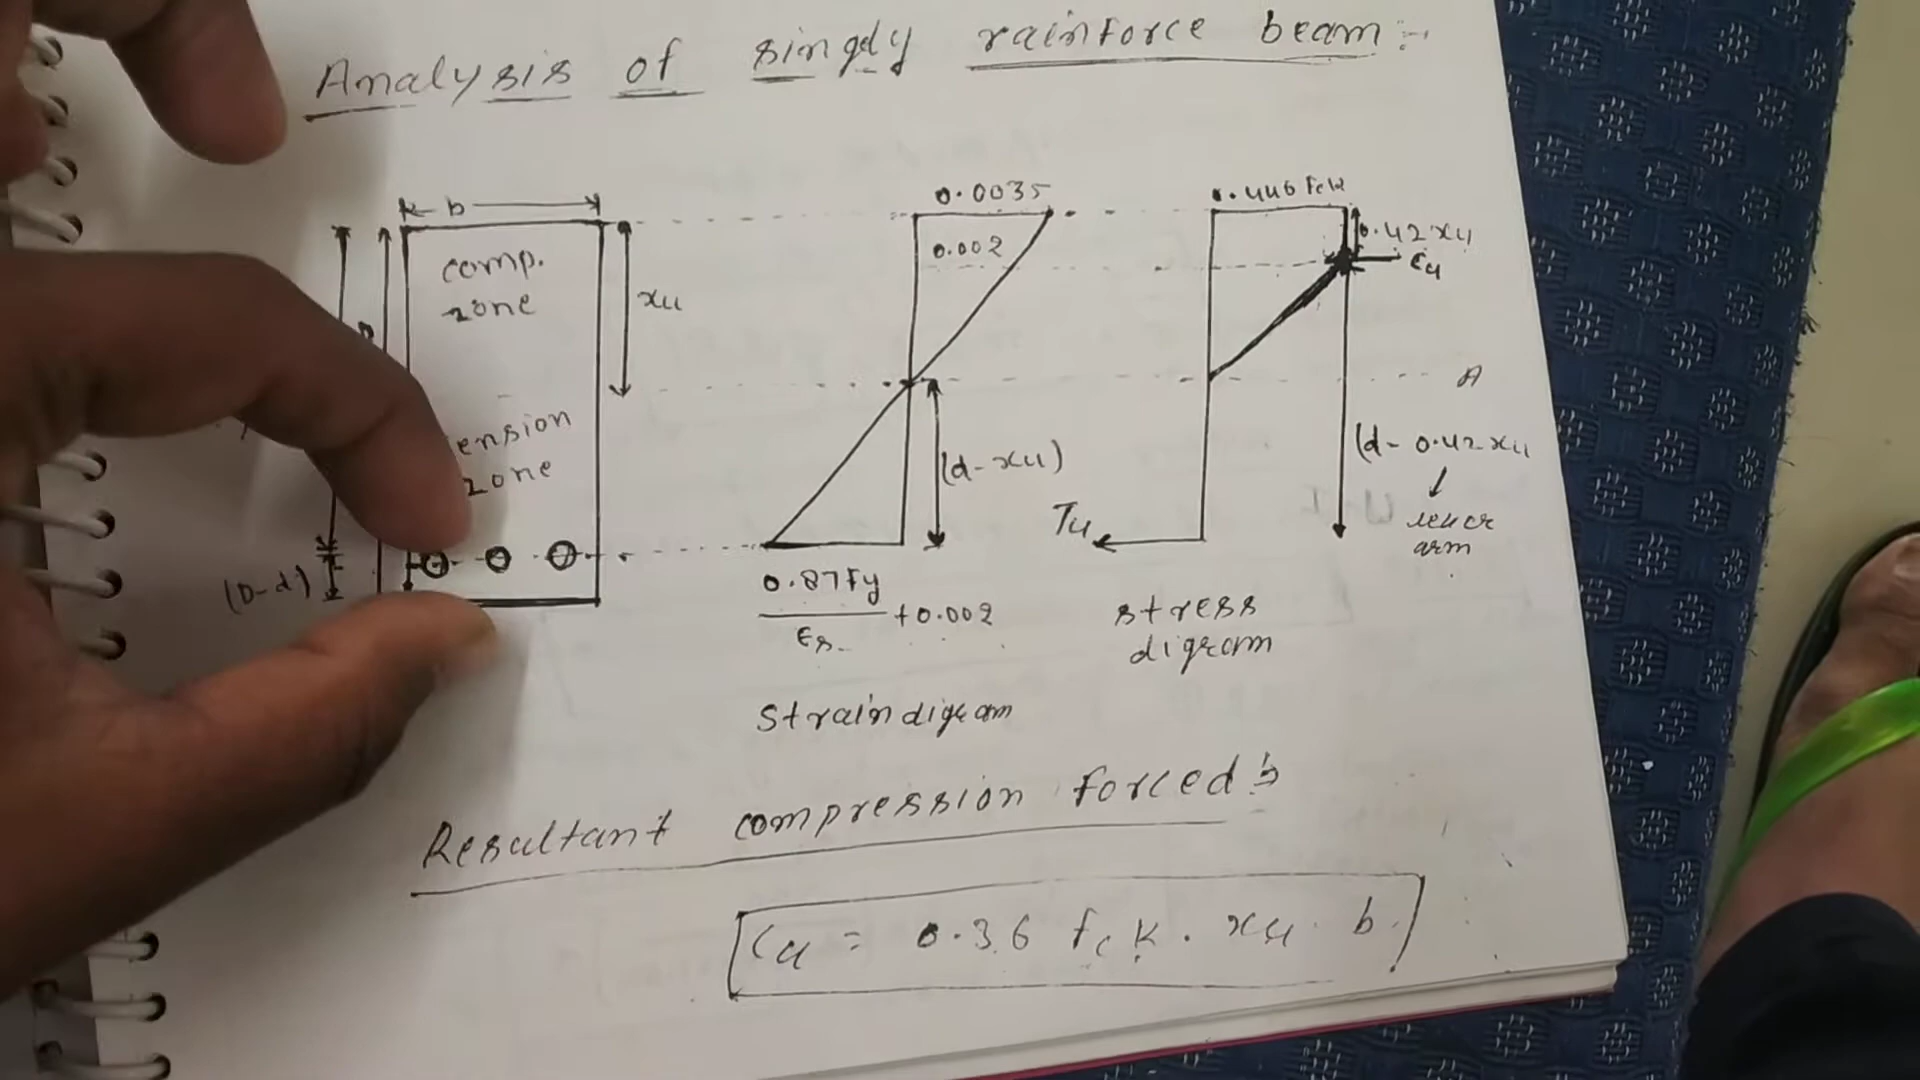 Analysis of singly rainforce beam:-
b
0.0035
0.446 Fck
comp.
zone
0.002
0.42xu
Cu
xu
A
ension
zone
(d-xu)
(d-0.42xu
Tu
lever
arm
(D-d)
0.87Fy
Es
+0.002
stress
digram
strain digram
Resultant compression forced:
Cu = 0.36 fck. xu. b.